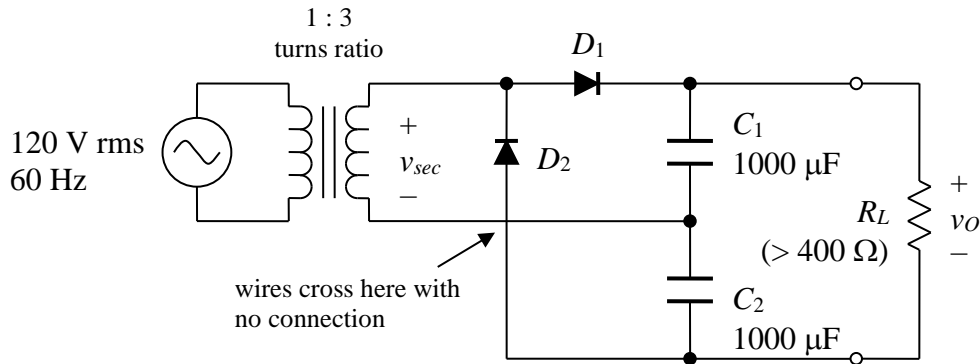 1 : 3
turns ratio
D1
120 V rms
60 Hz
+
vsec
–
D2
C1
1000 μF
RL
(> 400 Ω)
+
vO
–
wires cross here with
no connection
C2
1000 μF